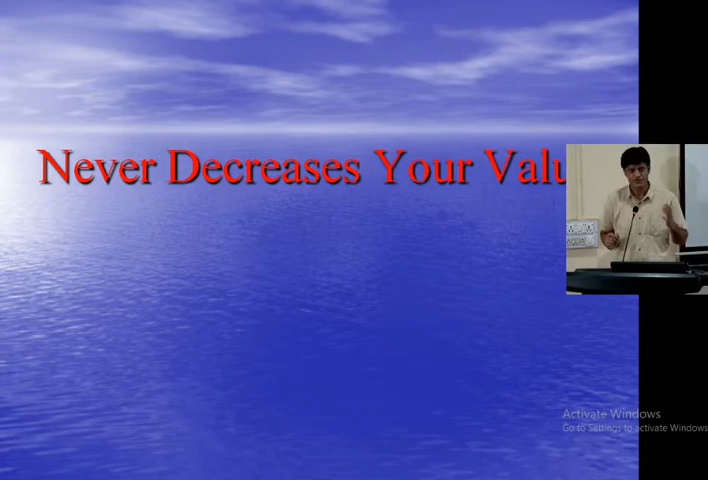 Never Decreases Your Valu
Activate Windows
Go to Settings to activate Windows